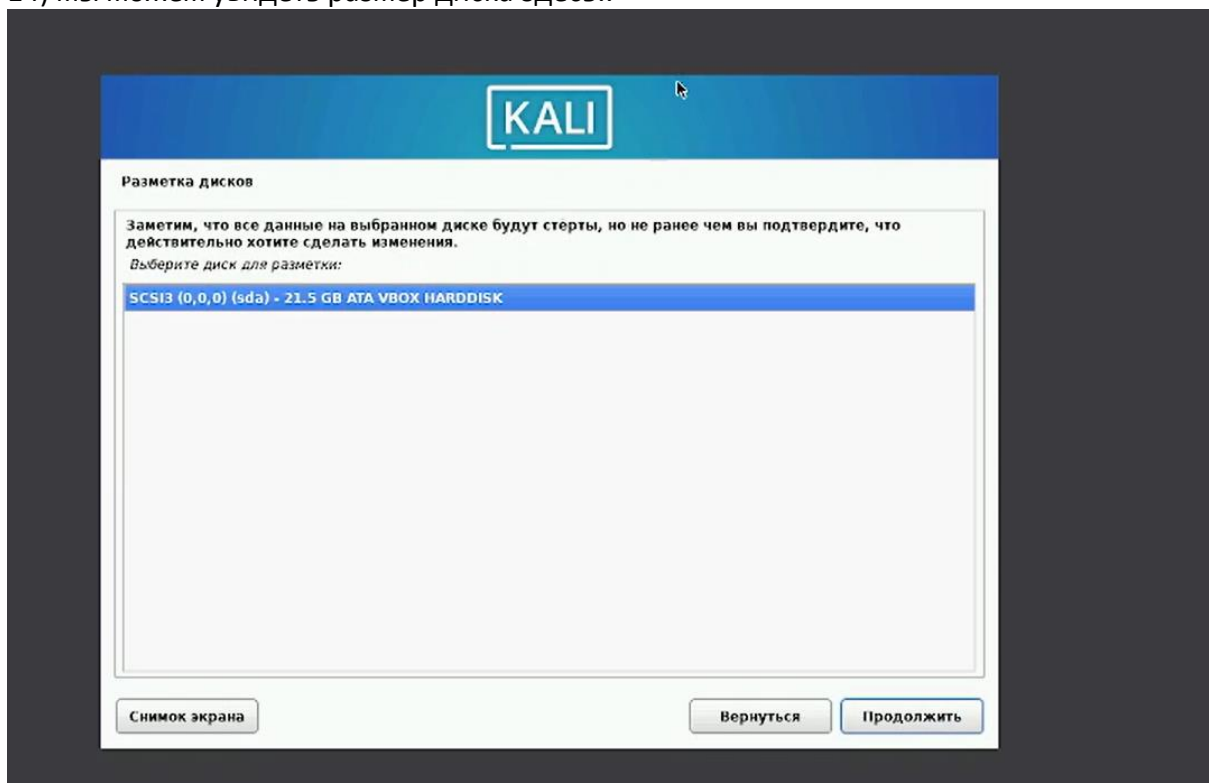 KALI
Разметка дисков
Заметим, что все данные на выбранном диске будут стёрты, но не ранее чем вы подтвердите, что
действительно хотите сделать изменения.
Выберите диск для разметки:
SCSI3 (0,0,0) (sda) - 21.5 GB ATA VBOX HARDDISK
Снимок экрана
Вернуться
Продолжить